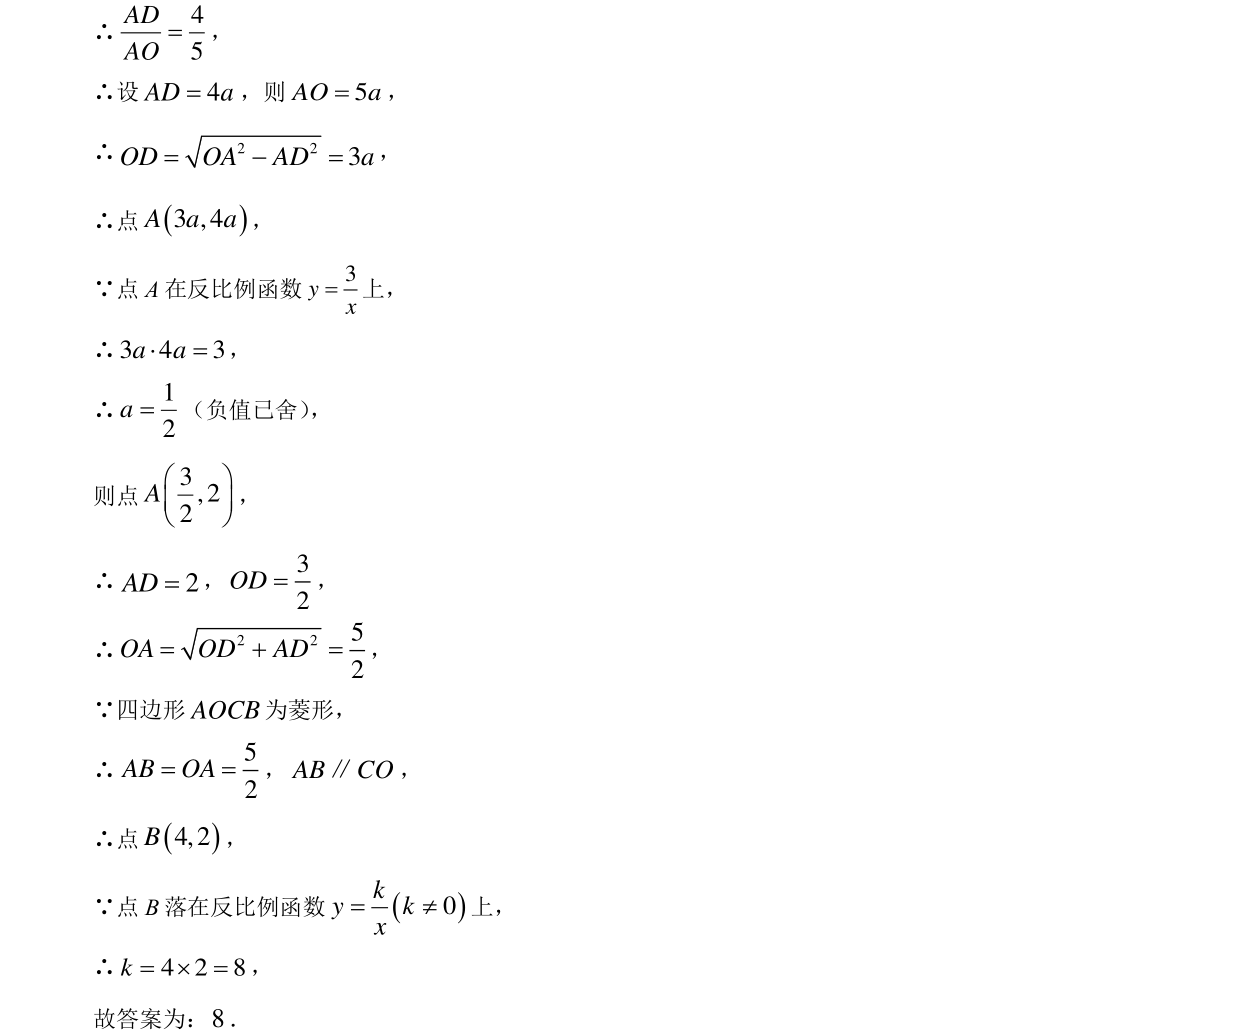 ∴ AD/AO = 4/5，
∴设 AD = 4a，则 AO = 5a，
∴ OD = √(OA² − AD²) = 3a，
∴点 A(3a, 4a)，
∵点 A 在反比例函数 y = 3/x 上，
∴ 3a·4a = 3，
∴ a = 1/2（负值已舍），
则点 A(3/2, 2)，
∴ AD = 2，OD = 3/2，
∴ OA = √(OD² + AD²) = 5/2，
∵四边形 AOCB 为菱形，
∴ AB = OA = 5/2，AB // CO，
∴点 B(4, 2)，
∵点 B 落在反比例函数 y = k/x (k ≠ 0) 上，
∴ k = 4×2 = 8，
故答案为：8．